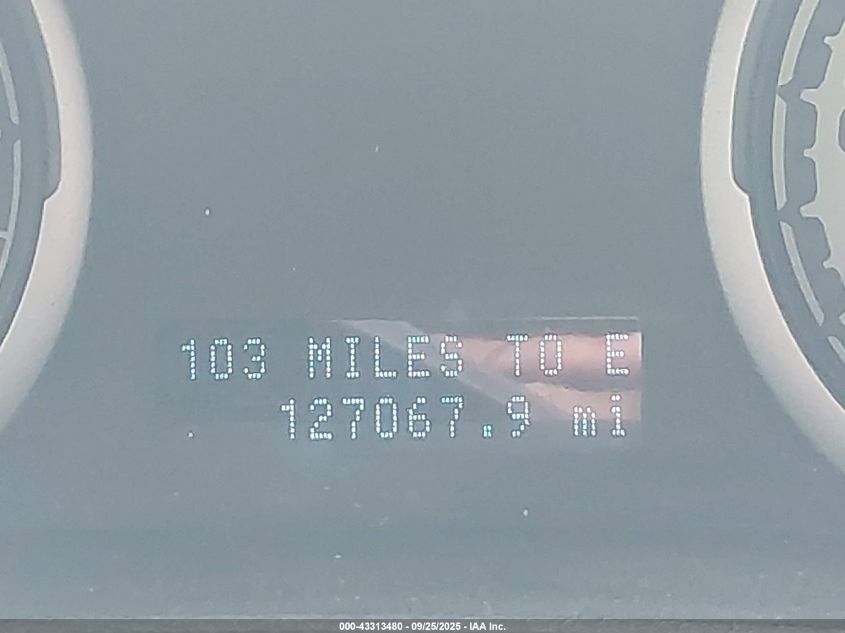 103 MILES TO E
127067.9 mi
000-43313480 - 09/25/2025 - IAA Inc.